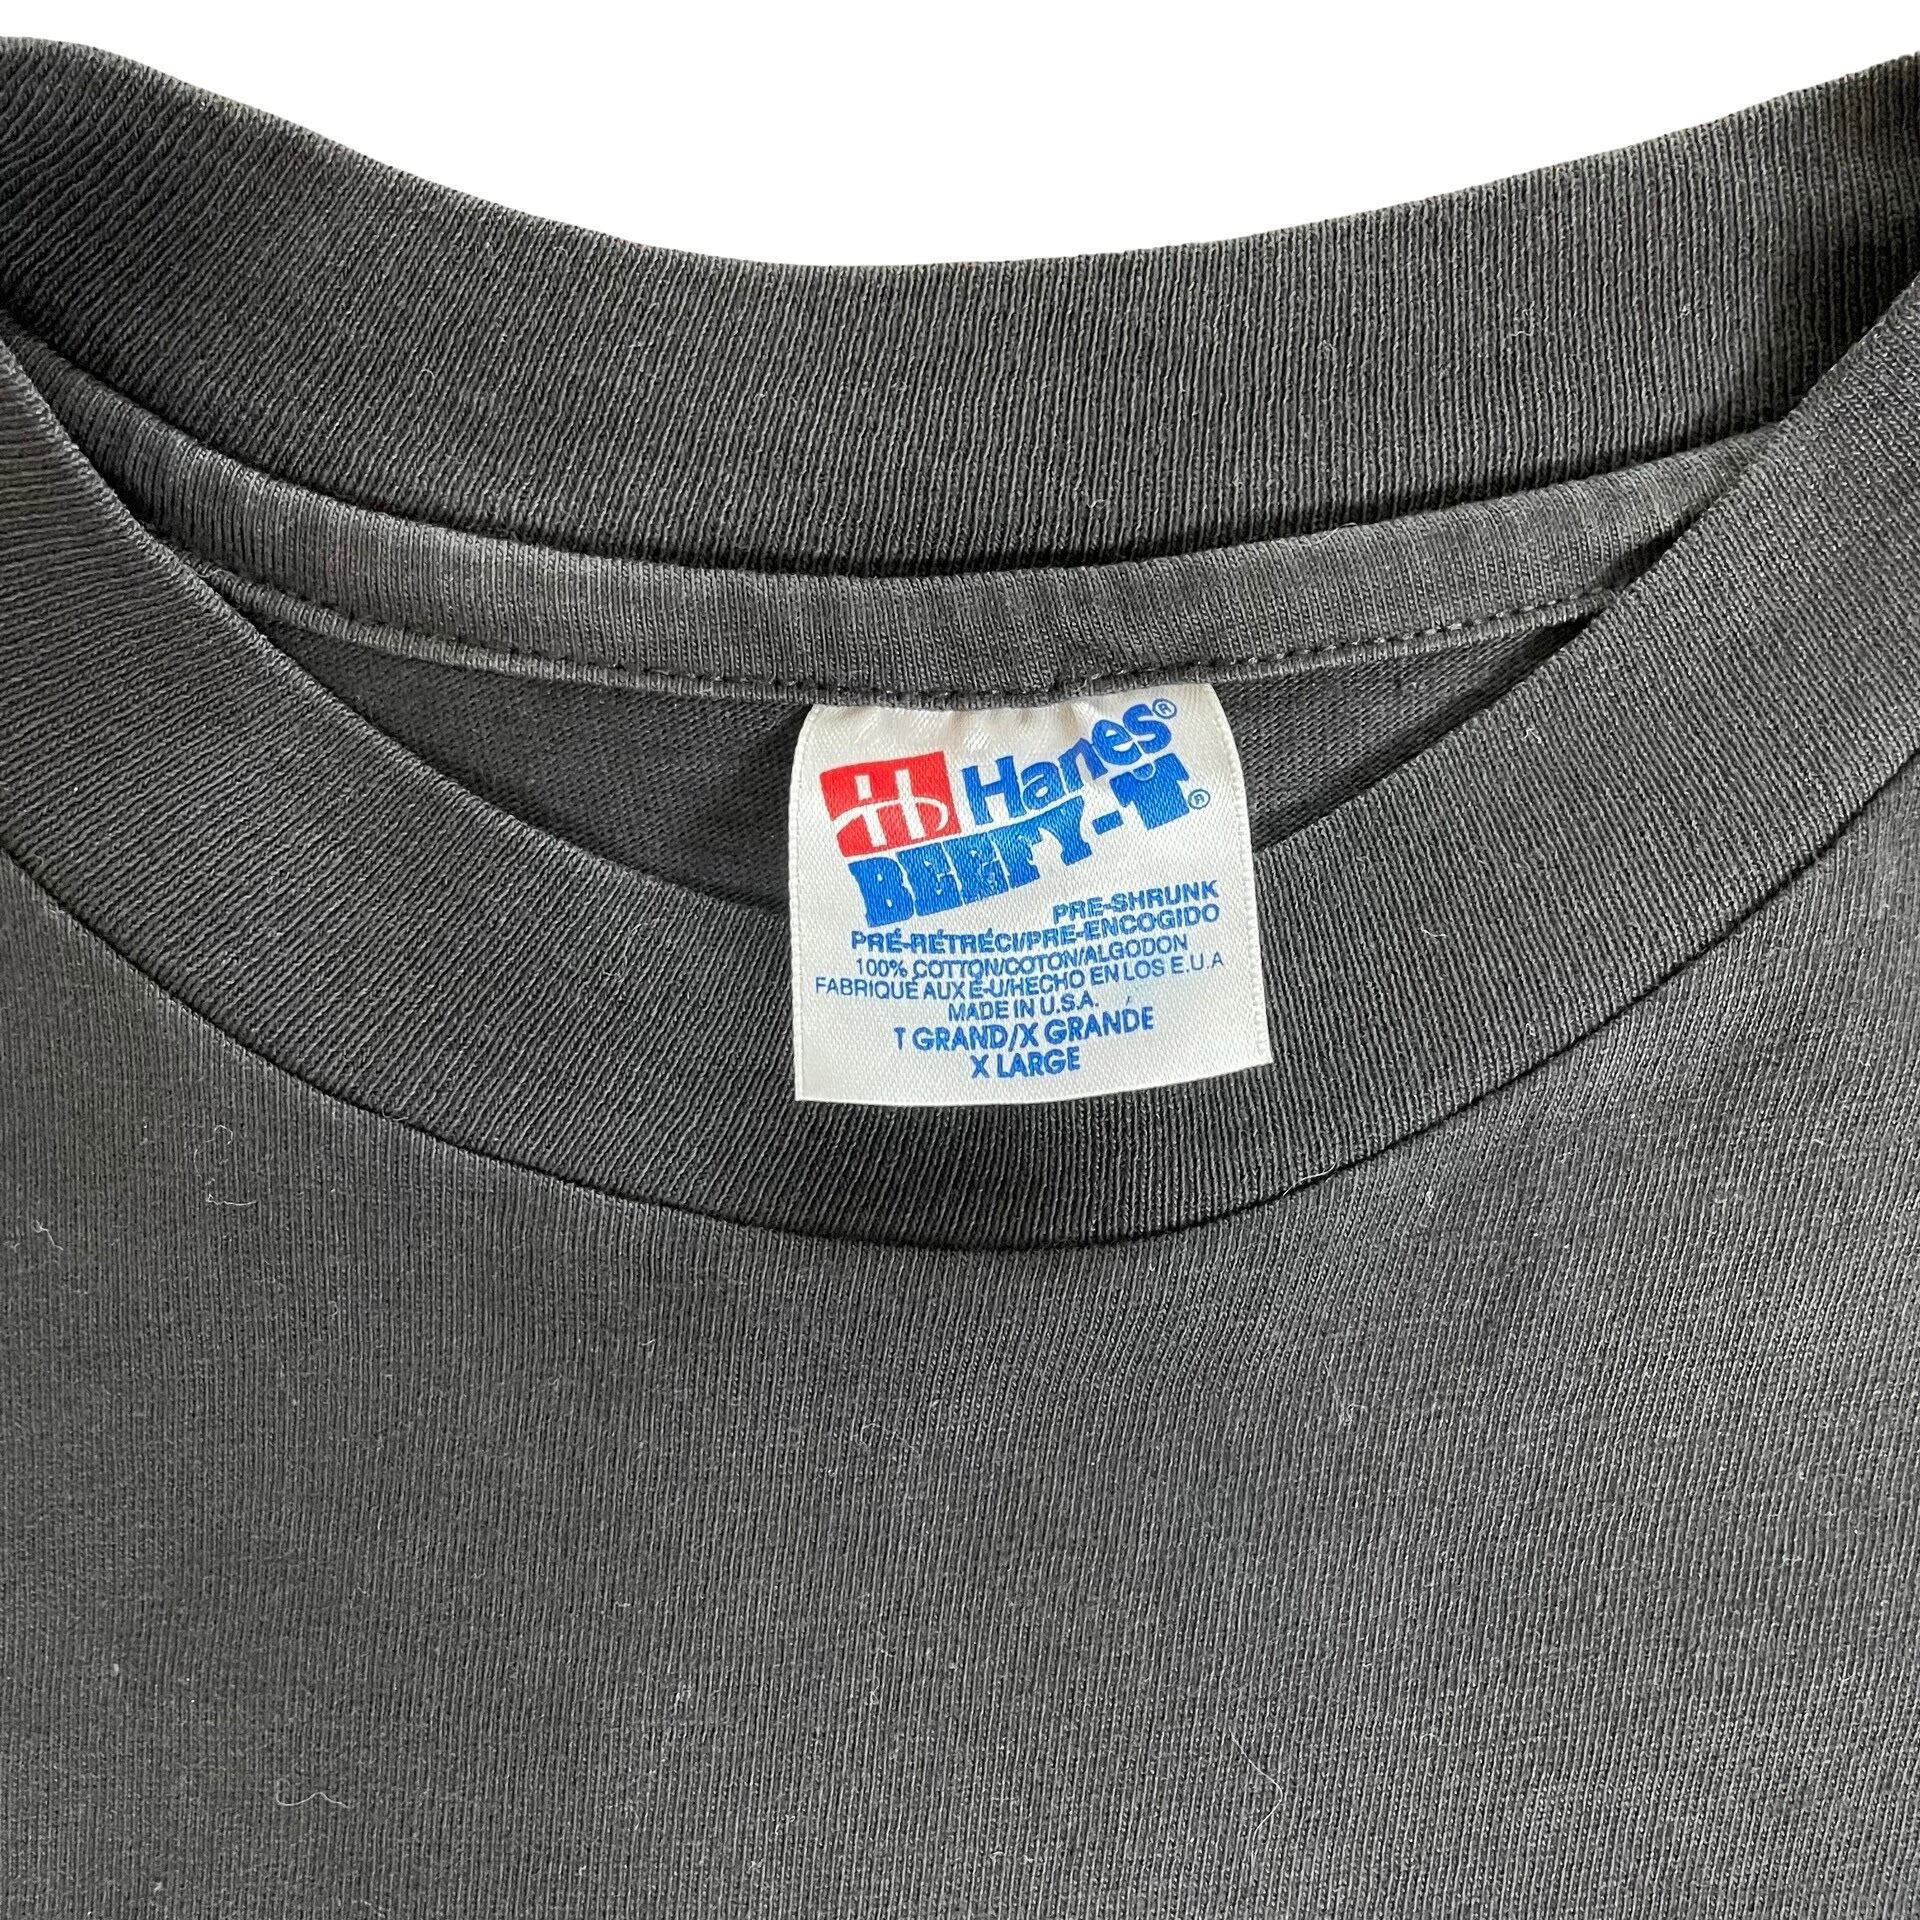 Hanes®
BEEFY-T®
PRE-SHRUNK
PRÉ-RÉTRÉCI/PRE-ENCOGIDO
100% COTTON/COTON/ALGODON
FABRIQUÉ AUX É-U/HECHO EN LOS E.U.A
MADE IN U.S.A.
T GRAND/X GRANDE
X LARGE